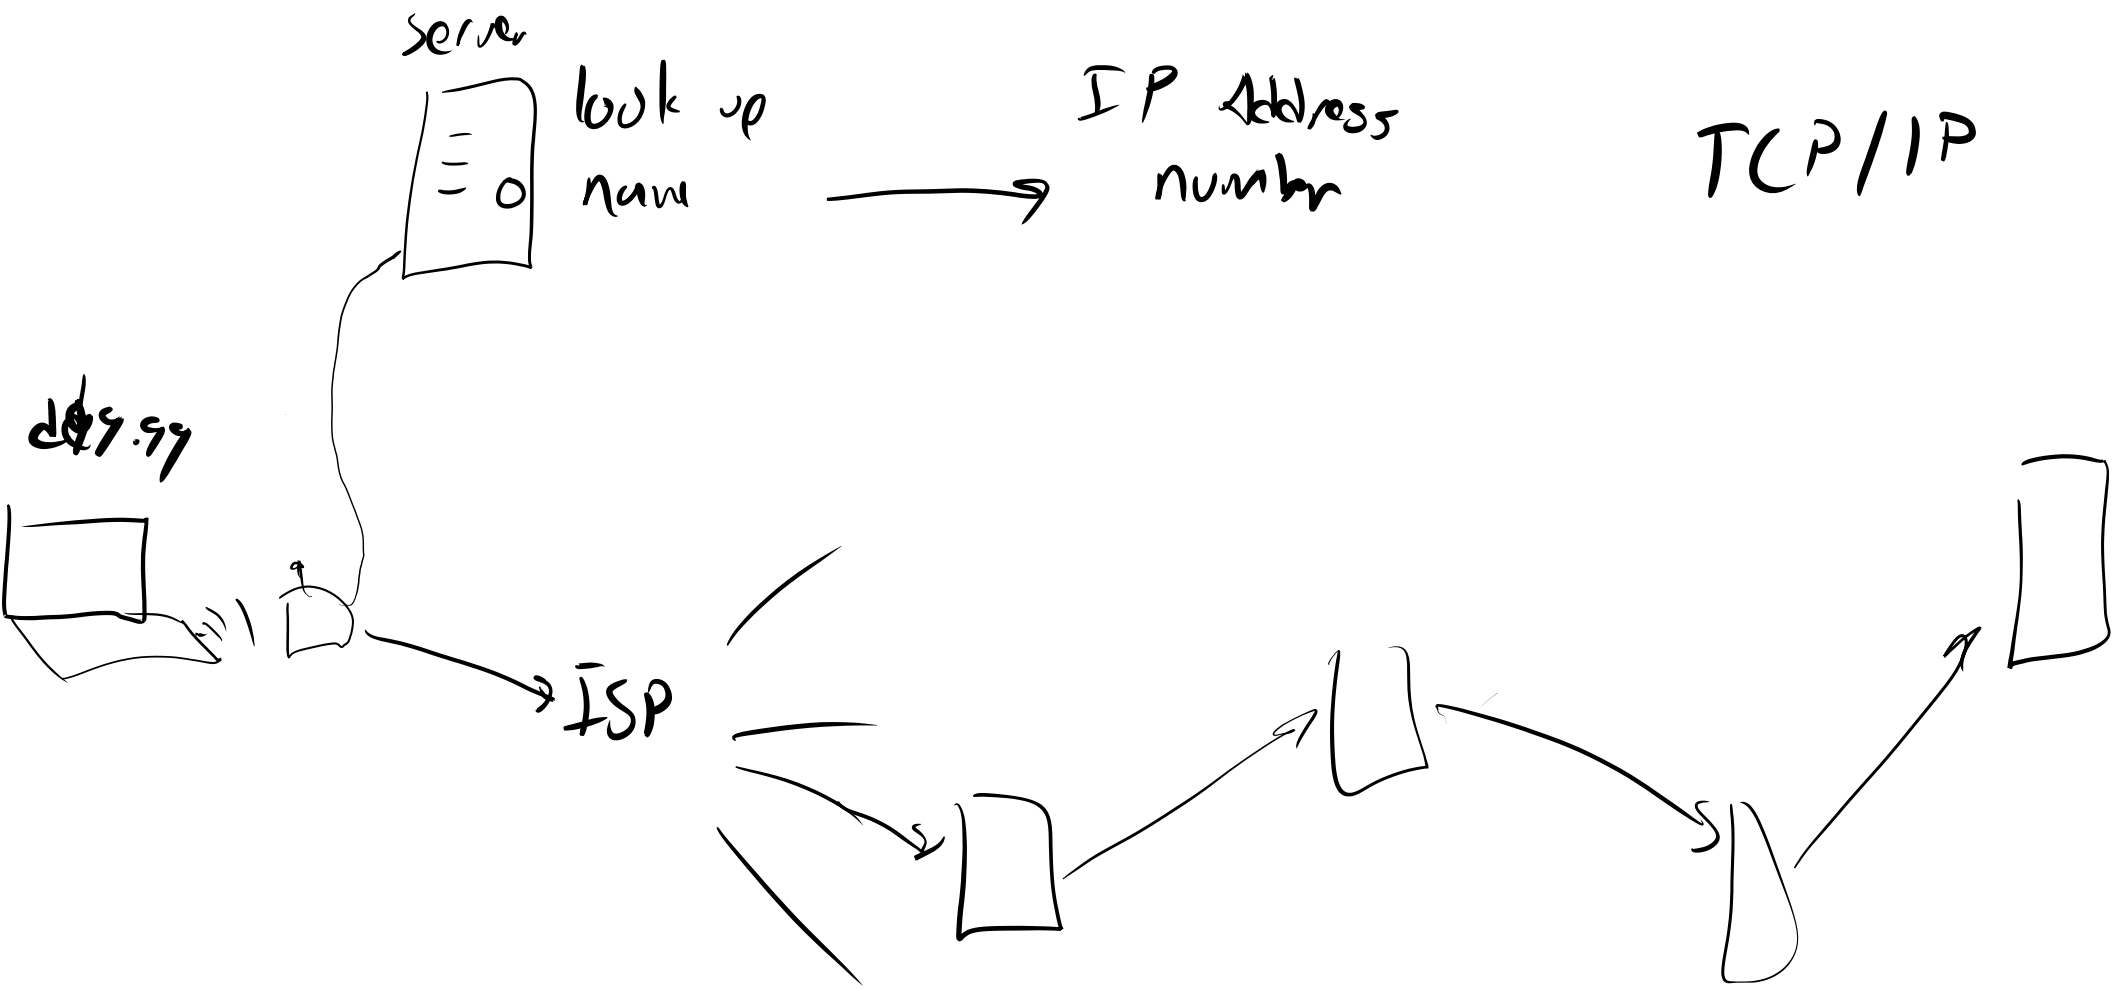 server
look up
name
IP Address
number
TCP/IP
ISP